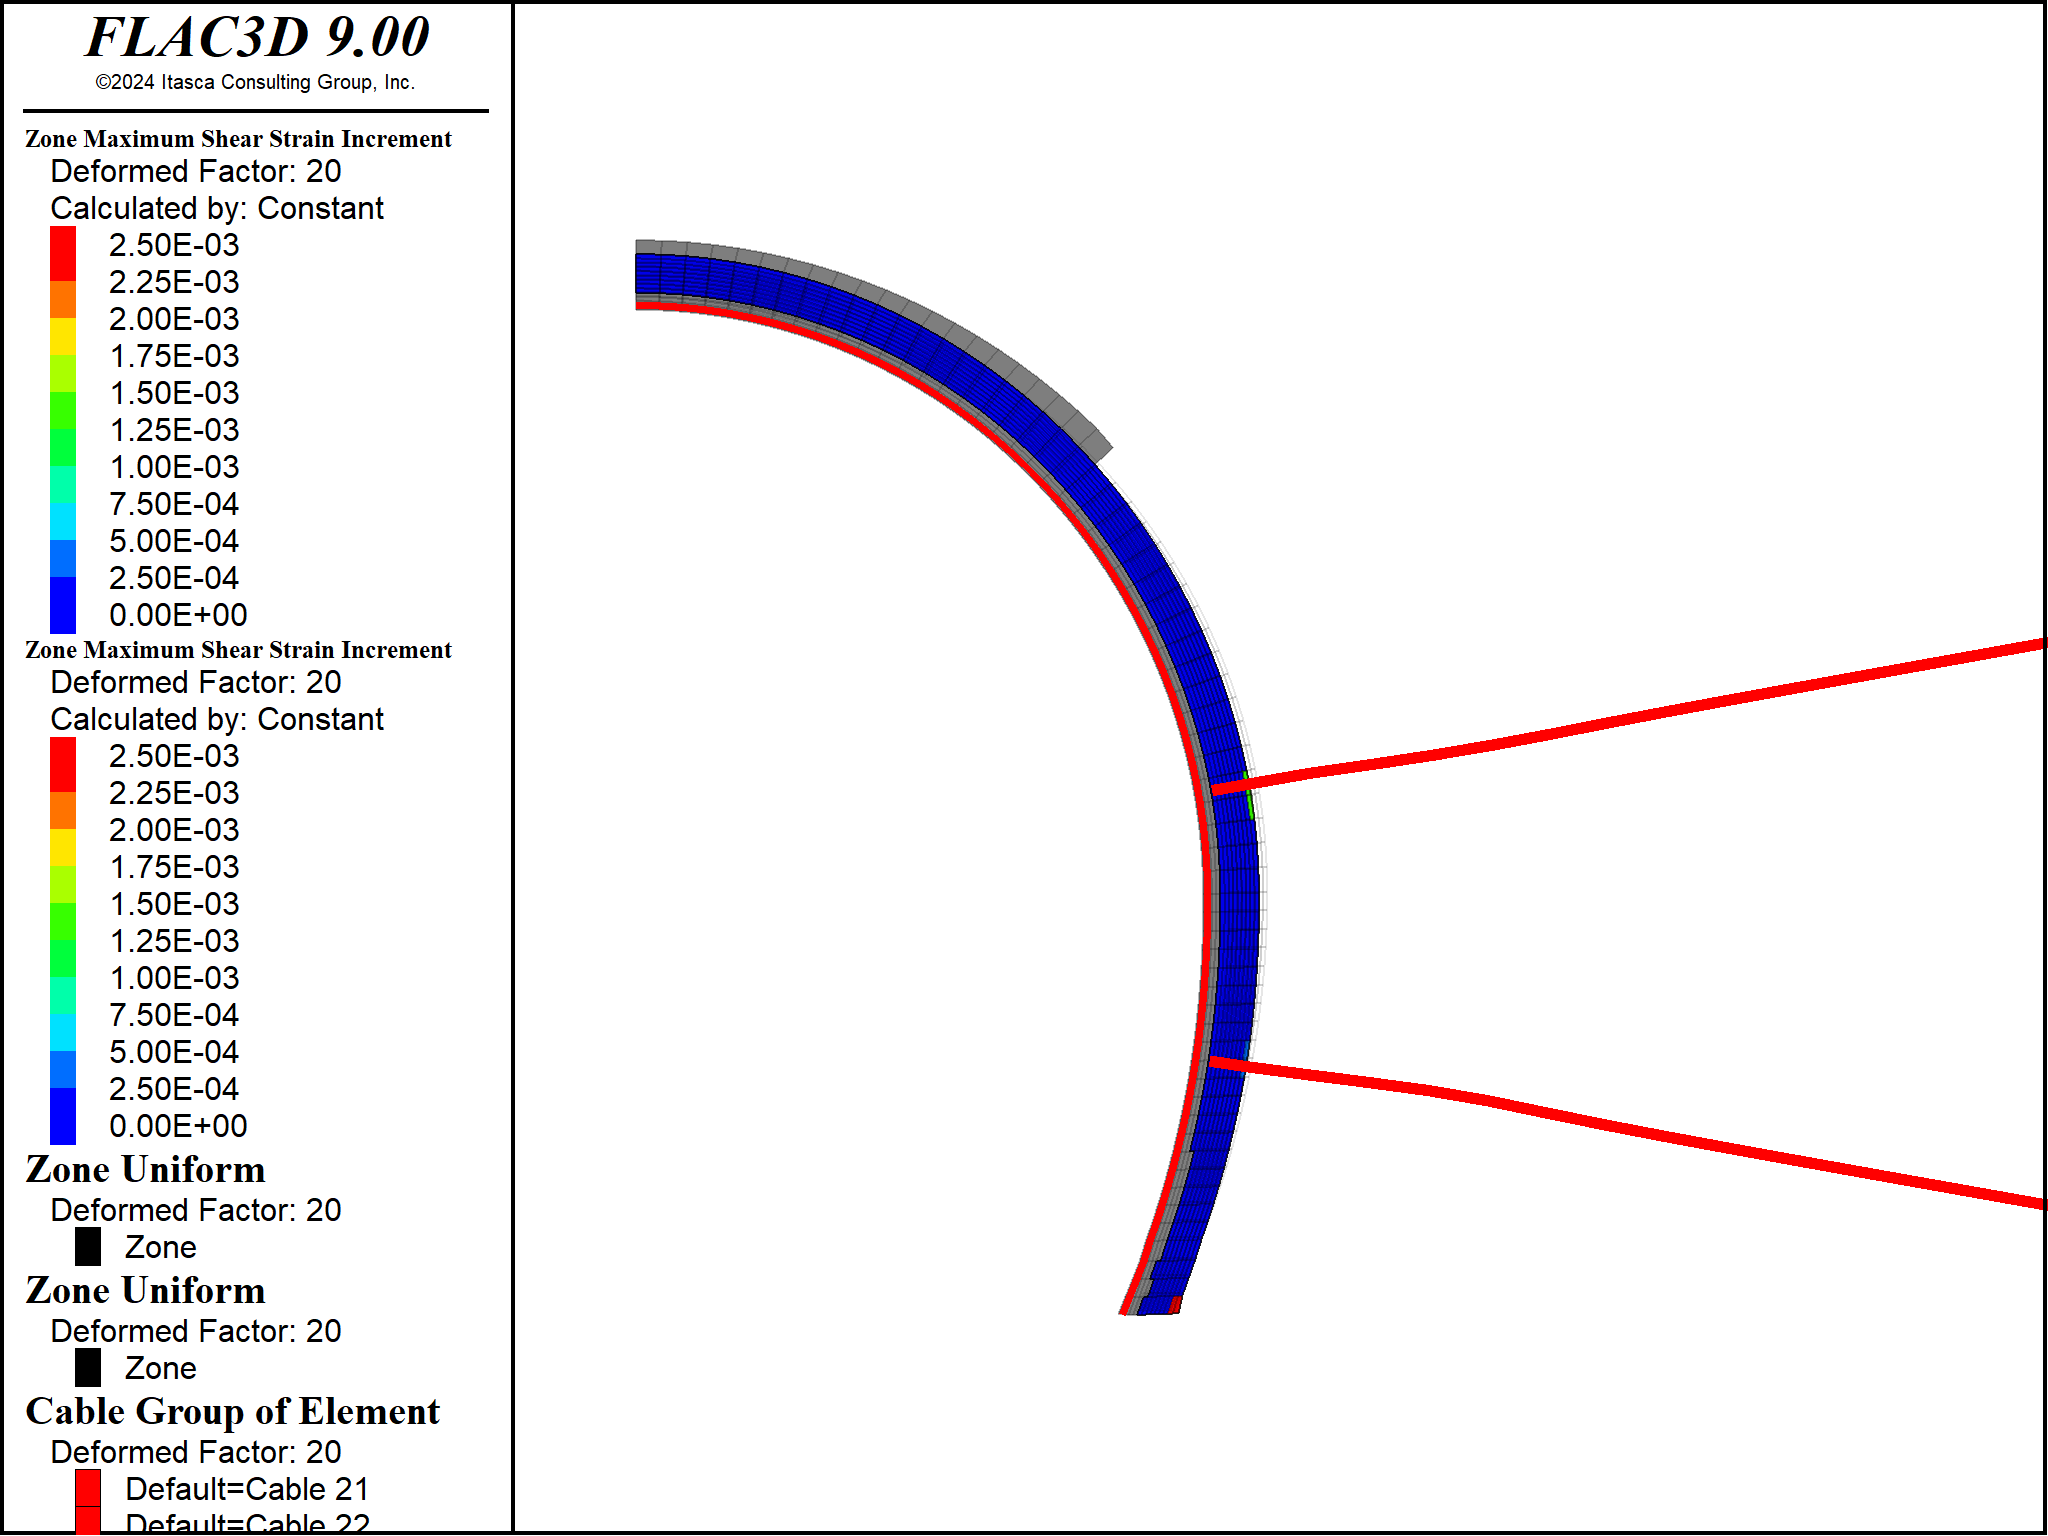 FLAC3D 9.00
©2024 Itasca Consulting Group, Inc.
Zone Maximum Shear Strain Increment
Deformed Factor: 20
Calculated by: Constant
2.50E-03
2.25E-03
2.00E-03
1.75E-03
1.50E-03
1.25E-03
1.00E-03
7.50E-04
5.00E-04
2.50E-04
0.00E+00
Zone Maximum Shear Strain Increment
Deformed Factor: 20
Calculated by: Constant
2.50E-03
2.25E-03
2.00E-03
1.75E-03
1.50E-03
1.25E-03
1.00E-03
7.50E-04
5.00E-04
2.50E-04
0.00E+00
Zone Uniform
Deformed Factor: 20
Zone
Zone Uniform
Deformed Factor: 20
Zone
Cable Group of Element
Deformed Factor: 20
Default=Cable 21
Default=Cable 22